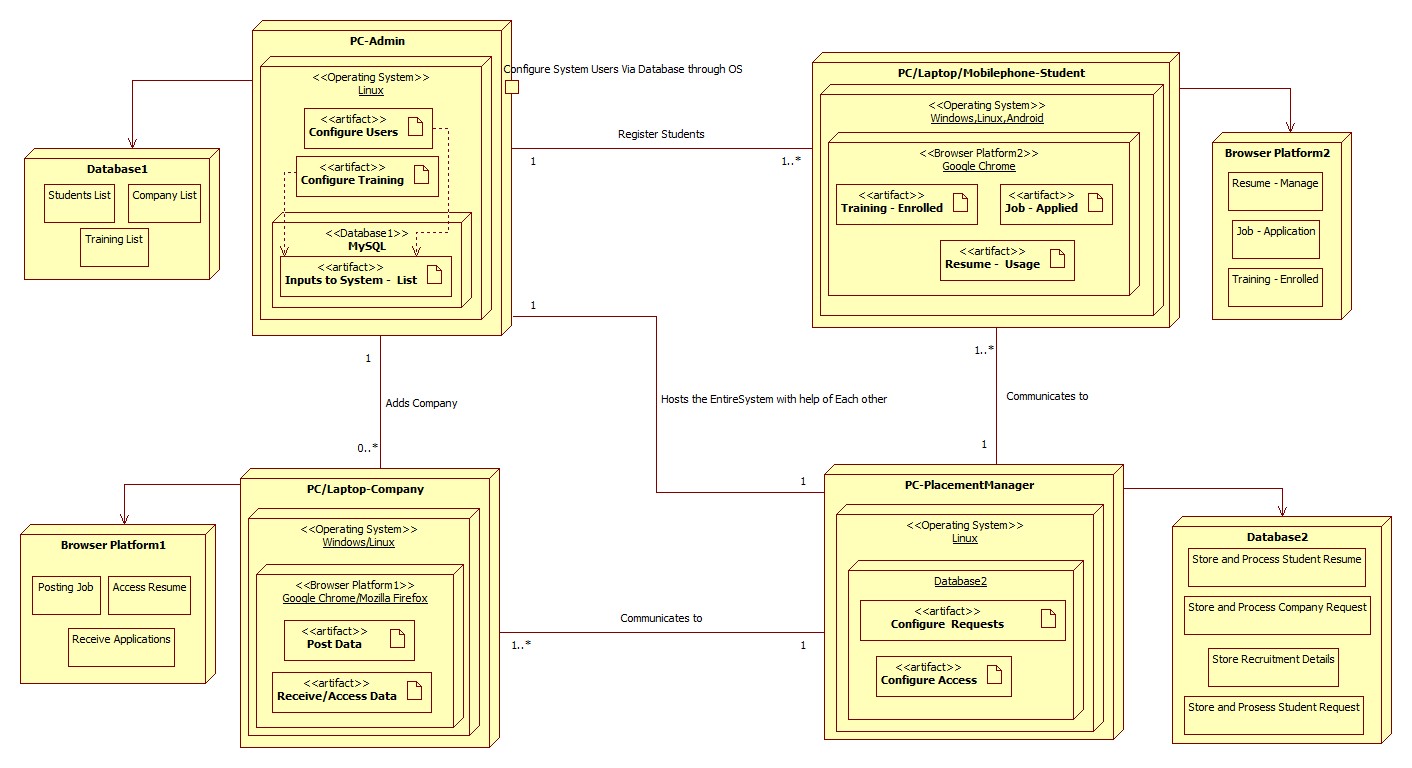 PC-Admin
<<Operating System>>
Linux
<<artifact>>
Configure Users
<<artifact>>
Configure Training
<<Database1>>
MySQL
<<artifact>>
Inputs to System -  List
Configure System Users Via Database through OS
Database1
Students List
Company List
Training List
Register Students
1
1..*
PC/Laptop/Mobilephone-Student
<<Operating System>>
Windows,Linux,Android
<<Browser Platform2>>
Google Chrome
<<artifact>>
Training - Enrolled
<<artifact>>
Job - Applied
<<artifact>>
Resume -  Usage
Browser Platform2
Resume - Manage
Job - Application
Training - Enrolled
1
Adds Company
0..*
1
Hosts the EntireSystem with help of Each other
1
1..*
Communicates to
1
PC/Laptop-Company
<<Operating System>>
Windows/Linux
<<Browser Platform1>>
Google Chrome/Mozilla Firefox
<<artifact>>
Post Data
<<artifact>>
Receive/Access Data
Browser Platform1
Posting Job
Access Resume
Receive Applications
Communicates to
1..*
1
PC-PlacementManager
<<Operating System>>
Linux
Database2
<<artifact>>
Configure  Requests
<<artifact>>
Configure Access
Database2
Store and Process Student Resume
Store and Process Company Request
Store Recruitment Details
Store and Prosess Student Request